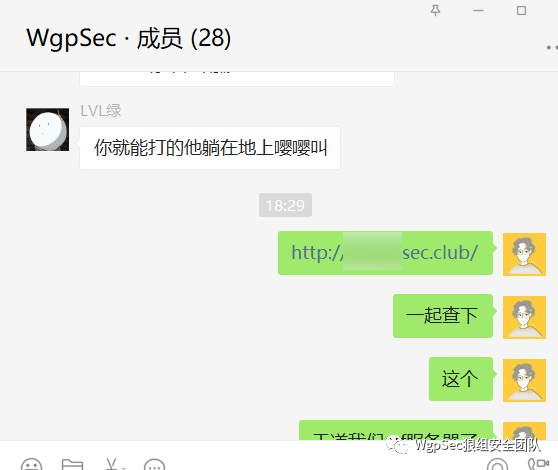 WgpSec · 成员 (28)
LVL绿
你就能打的他躺在地上嘤嘤叫
18:29
http://sec.club/
一起查下
这个
WgpSec狼组安全团队